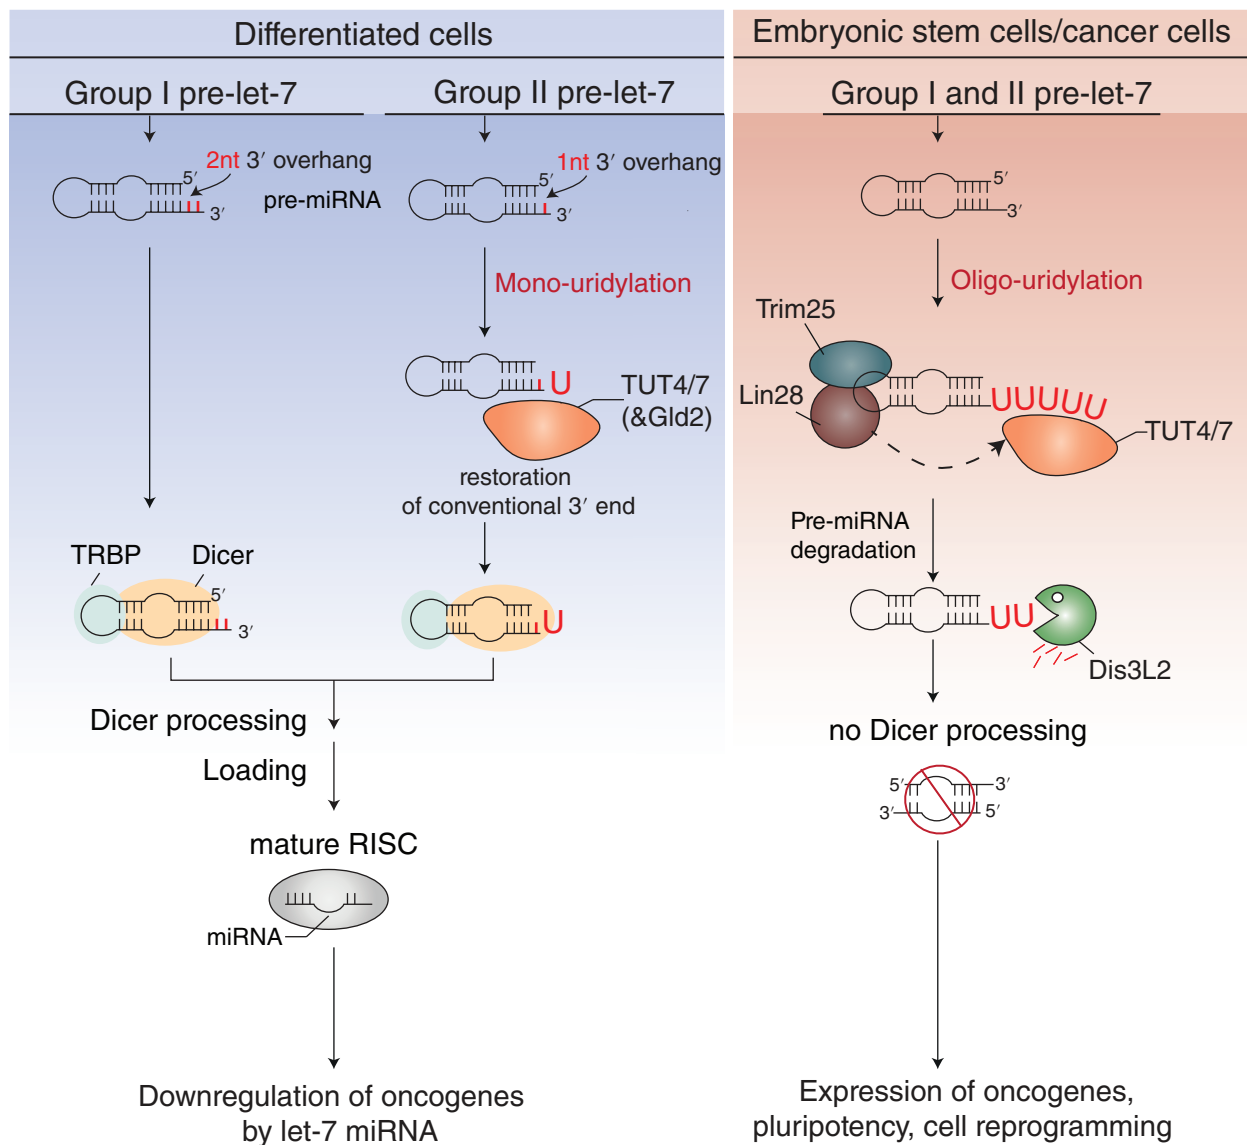 Differentiated cells
Group I pre-let-7
Group II pre-let-7
2nt 3′ overhang
5′
3′
pre-miRNA
1nt 3′ overhang
5′
3′
Mono-uridylation
U
TUT4/7
(&Gld2)
restoration
of conventional 3′ end
TRBP
Dicer
5′
3′
U
Dicer processing
Loading
mature RISC
miRNA
Downregulation of oncogenes
by let-7 miRNA
Embryonic stem cells/cancer cells
Group I and II pre-let-7
5′
3′
Oligo-uridylation
Trim25
Lin28
UUUUU
TUT4/7
Pre-miRNA
degradation
UU
Dis3L2
no Dicer processing
5′
3′
3′
5′
Expression of oncogenes,
pluripotency, cell reprogramming